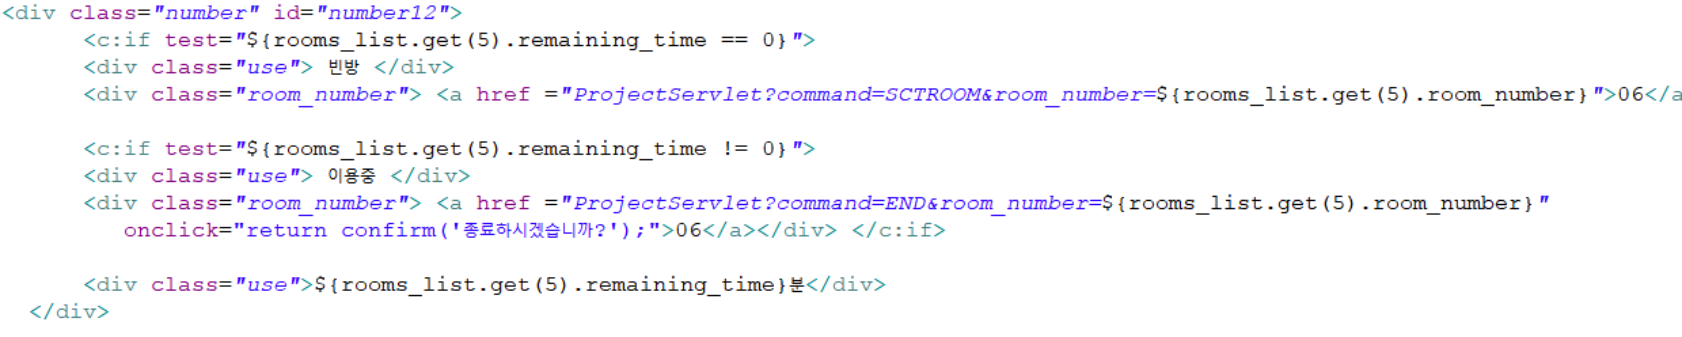 <div class="number" id="number12">
<c:if test="${rooms_list.get(5).remaining_time == 0}">
<div class="use"> 빈방 </div>
<div class="room_number"> <a href ="ProjectServlet?command=SCTROOM&room_number=${rooms_list.get(5).room_number}">06</a
<c:if test="${rooms_list.get(5).remaining_time != 0}">
<div class="use"> 이용중 </div>
<div class="room_number"> <a href ="ProjectServlet?command=END&room_number=${rooms_list.get(5).room_number}"
onclick="return confirm('종료하시겠습니까?');">06</a></div> </c:if>
<div class="use">${rooms_list.get(5).remaining_time}분</div>
</div>